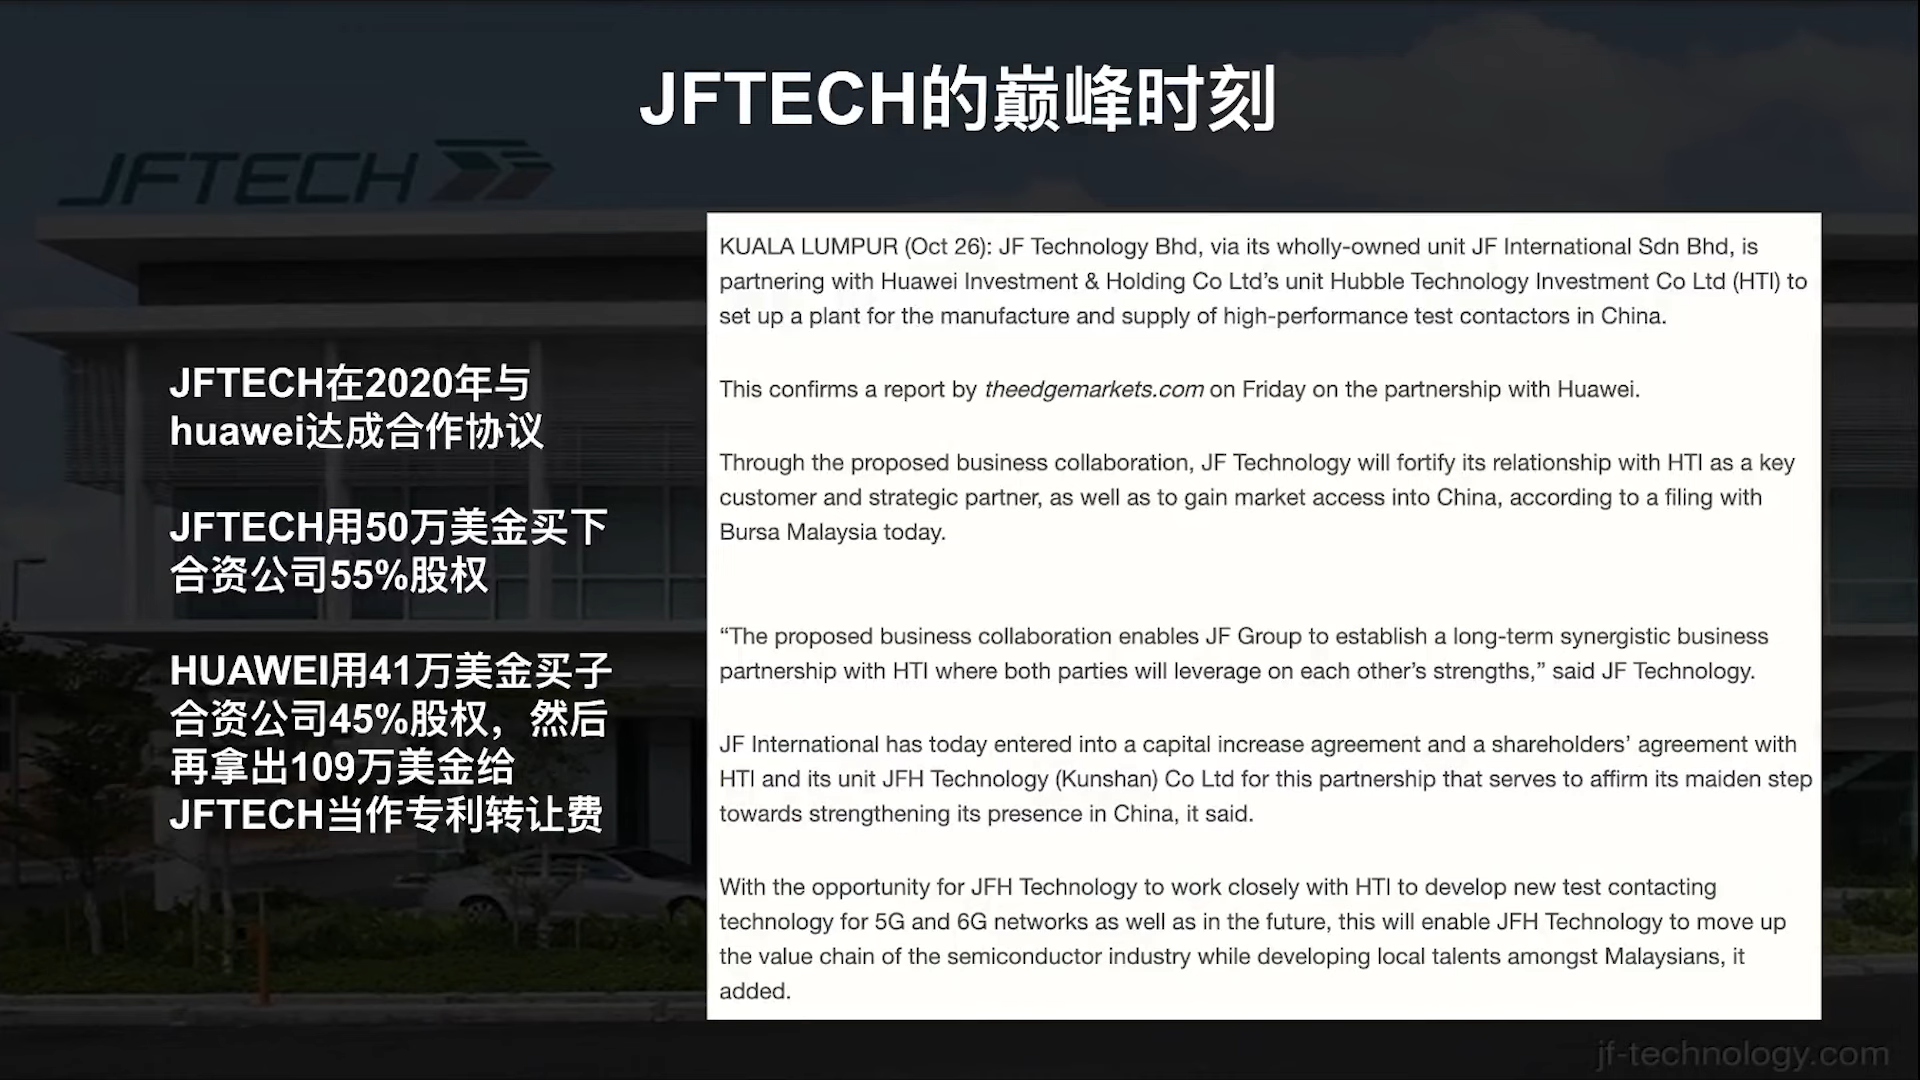 JFTECH的巅峰时刻
JFTECH
JFTECH在2020年与
huawei达成合作协议
JFTECH用50万美金买下
合资公司55%股权
HUAWEI用41万美金买子
合资公司45%股权，然后
再拿出109万美金给
JFTECH当作专利转让费
KUALA LUMPUR (Oct 26): JF Technology Bhd, via its wholly-owned unit JF International Sdn Bhd, is
partnering with Huawei Investment & Holding Co Ltd’s unit Hubble Technology Investment Co Ltd (HTI) to
set up a plant for the manufacture and supply of high-performance test contactors in China.
This confirms a report by theedgemarkets.com on Friday on the partnership with Huawei.
Through the proposed business collaboration, JF Technology will fortify its relationship with HTI as a key
customer and strategic partner, as well as to gain market access into China, according to a filing with
Bursa Malaysia today.
“The proposed business collaboration enables JF Group to establish a long-term synergistic business
partnership with HTI where both parties will leverage on each other’s strengths,” said JF Technology.
JF International has today entered into a capital increase agreement and a shareholders’ agreement with
HTI and its unit JFH Technology (Kunshan) Co Ltd for this partnership that serves to affirm its maiden step
towards strengthening its presence in China, it said.
With the opportunity for JFH Technology to work closely with HTI to develop new test contacting
technology for 5G and 6G networks as well as in the future, this will enable JFH Technology to move up
the value chain of the semiconductor industry while developing local talents amongst Malaysians, it
added.
jf-technology.com